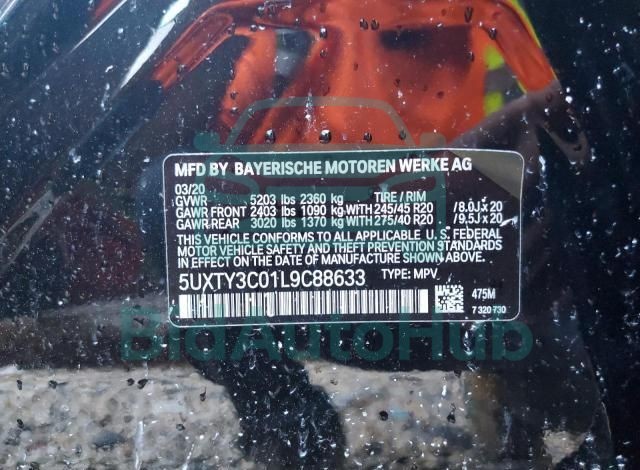 MFD BY BAYERISCHE MOTOREN WERKE AG
03/20
GVWR 5203 lbs 2360 kg TIRE / RIM
GAWR FRONT 2403 lbs 1090 kg WITH 245/45 R20 / 8.0J x 20
GAWR REAR 3020 lbs 1370 kg WITH 275/40 R20 / 9,5J x 20
THIS VEHICLE CONFORMS TO ALL APPLICABLE U. S. FEDERAL
MOTOR VEHICLE SAFETY AND THEFT PREVENTION STANDARDS
IN EFFECT ON THE DATE OF MANUFACTURE SHOWN ABOVE.
5UXTY3C01L9C88633 TYPE: MPV
475M
7 320 730
BidAutoHub